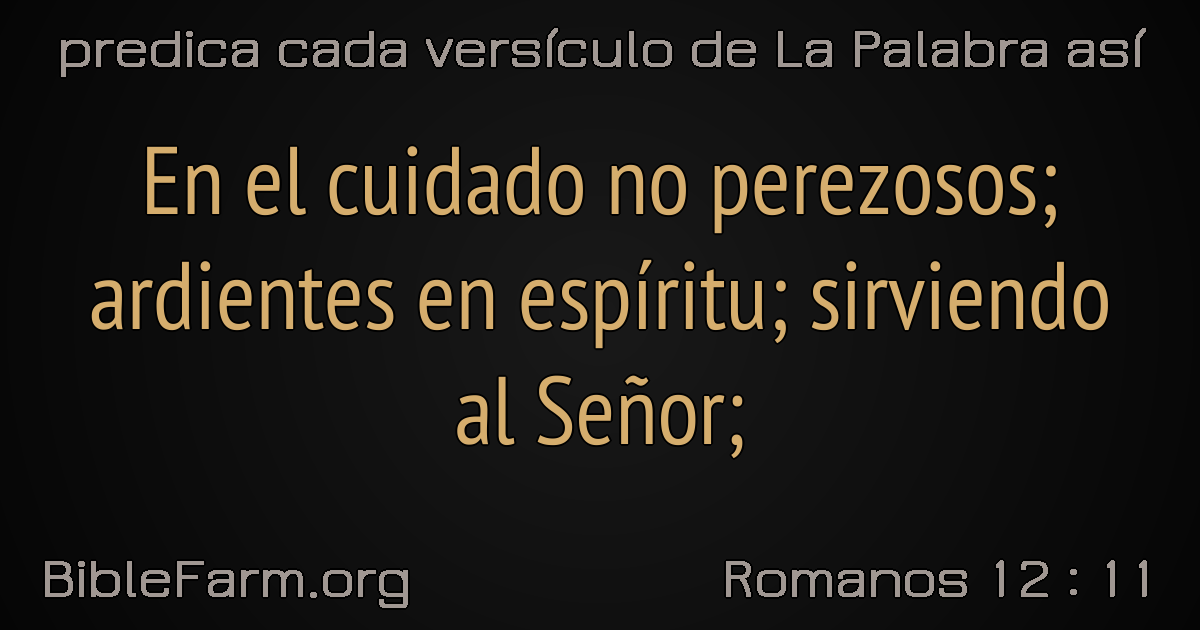 predica cada versículo de La Palabra así
En el cuidado no perezosos;
ardientes en espíritu; sirviendo
al Señor;
BibleFarm.org
Romanos 12 : 11